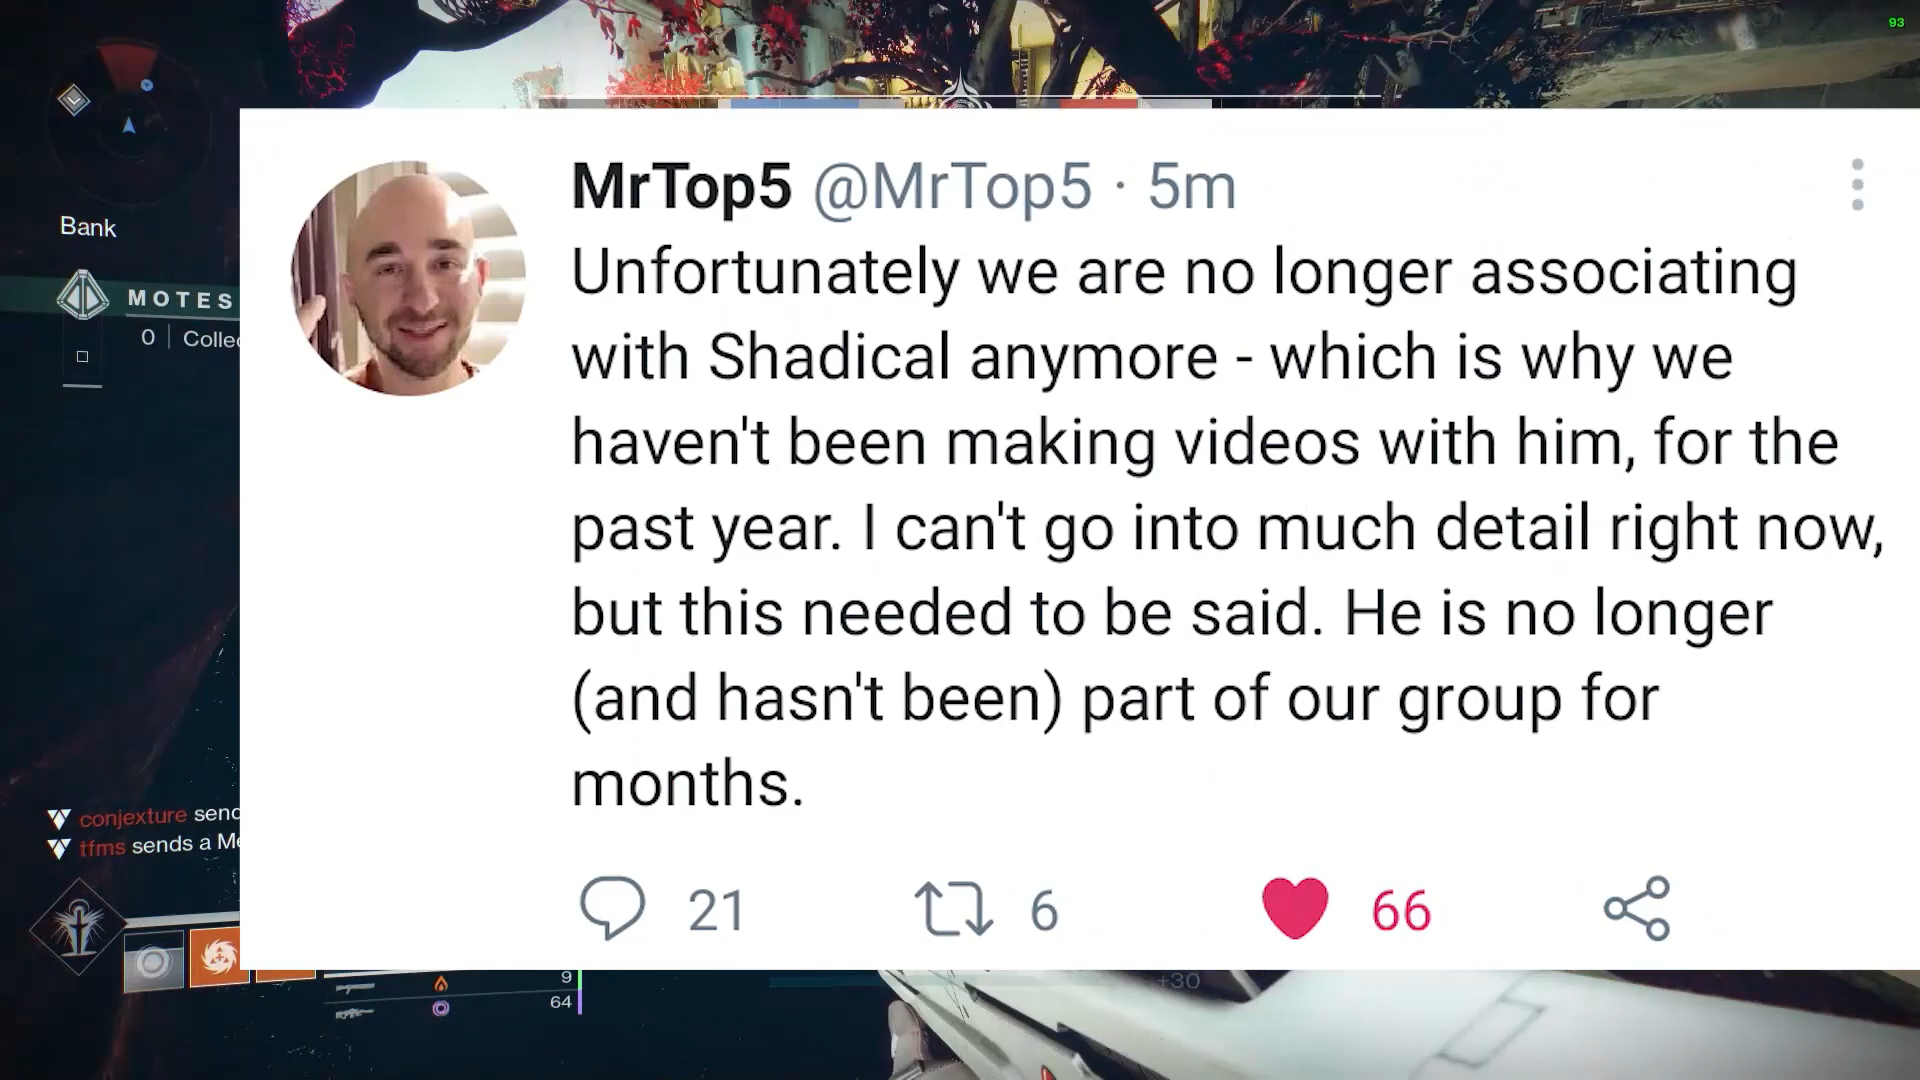 93
Bank
MOTES
0 Collec
MrTop5 @MrTop5 · 5m
Unfortunately we are no longer associating
with Shadical anymore - which is why we
haven't been making videos with him, for the
past year. I can't go into much detail right now,
but this needed to be said. He is no longer
(and hasn't been) part of our group for
months.
conjexture send
tfms sends a Me
21 6 66
9
64
+30